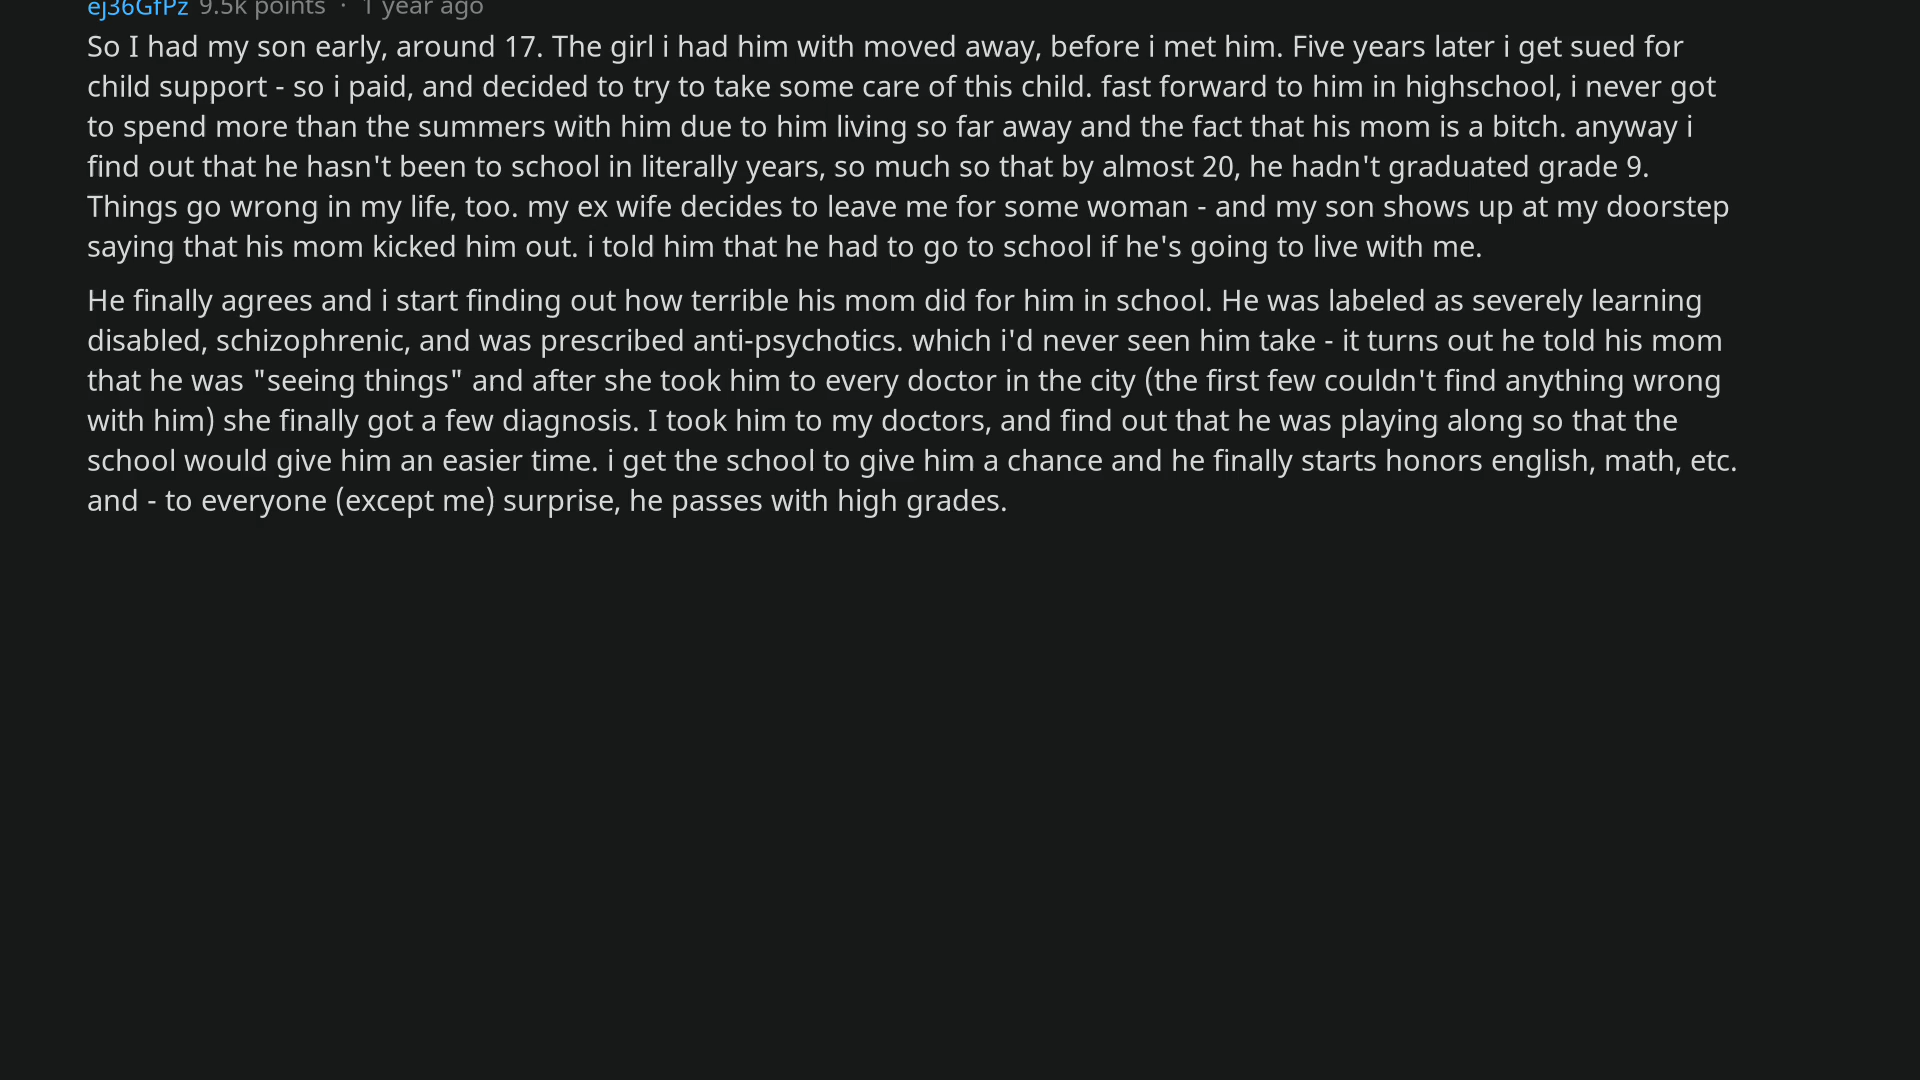 ej36GfPz 9.5k points · 1 year ago
So I had my son early, around 17. The girl i had him with moved away, before i met him. Five years later i get sued for
child support - so i paid, and decided to try to take some care of this child. fast forward to him in highschool, i never got
to spend more than the summers with him due to him living so far away and the fact that his mom is a bitch. anyway i
find out that he hasn't been to school in literally years, so much so that by almost 20, he hadn't graduated grade 9.
Things go wrong in my life, too. my ex wife decides to leave me for some woman - and my son shows up at my doorstep
saying that his mom kicked him out. i told him that he had to go to school if he's going to live with me.
He finally agrees and i start finding out how terrible his mom did for him in school. He was labeled as severely learning
disabled, schizophrenic, and was prescribed anti-psychotics. which i'd never seen him take - it turns out he told his mom
that he was "seeing things" and after she took him to every doctor in the city (the first few couldn't find anything wrong
with him) she finally got a few diagnosis. I took him to my doctors, and find out that he was playing along so that the
school would give him an easier time. i get the school to give him a chance and he finally starts honors english, math, etc.
and - to everyone (except me) surprise, he passes with high grades.